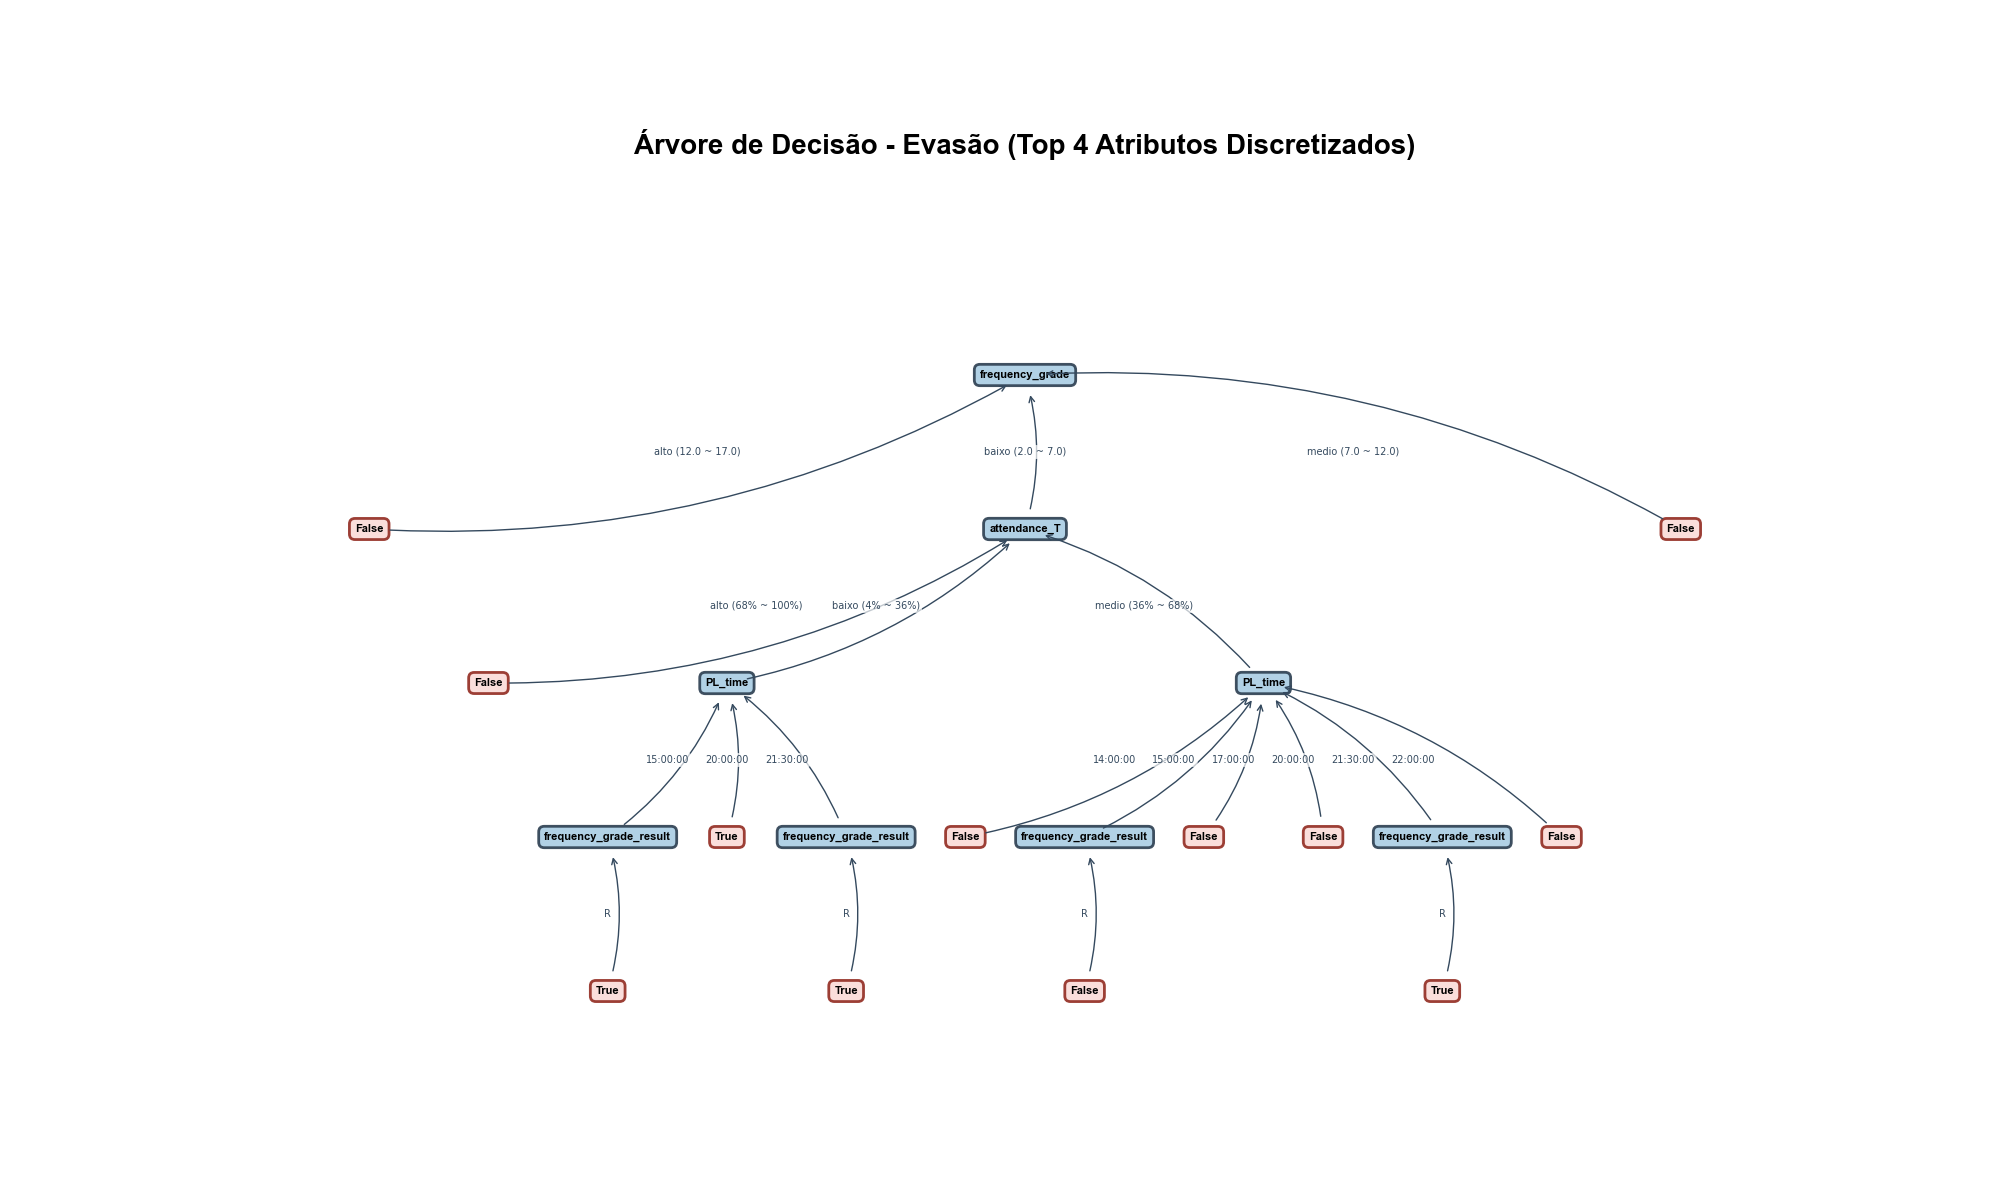 Árvore de Decisão - Evasão (Top 4 Atributos Discretizados)
frequency_grade
alto (12.0 ~ 17.0)
baixo (2.0 ~ 7.0)
medio (7.0 ~ 12.0)
False
attendance_T
False
alto (68% ~ 100%)
baixo (4% ~ 36%)
medio (36% ~ 68%)
False
PL_time
PL_time
15:00:00
20:00:00
21:30:00
14:00:00
15:00:00
17:00:00
20:00:00
21:30:00
22:00:00
frequency_grade_result
True
frequency_grade_result
False
frequency_grade_result
False
False
frequency_grade_result
False
R
R
R
R
True
True
False
True